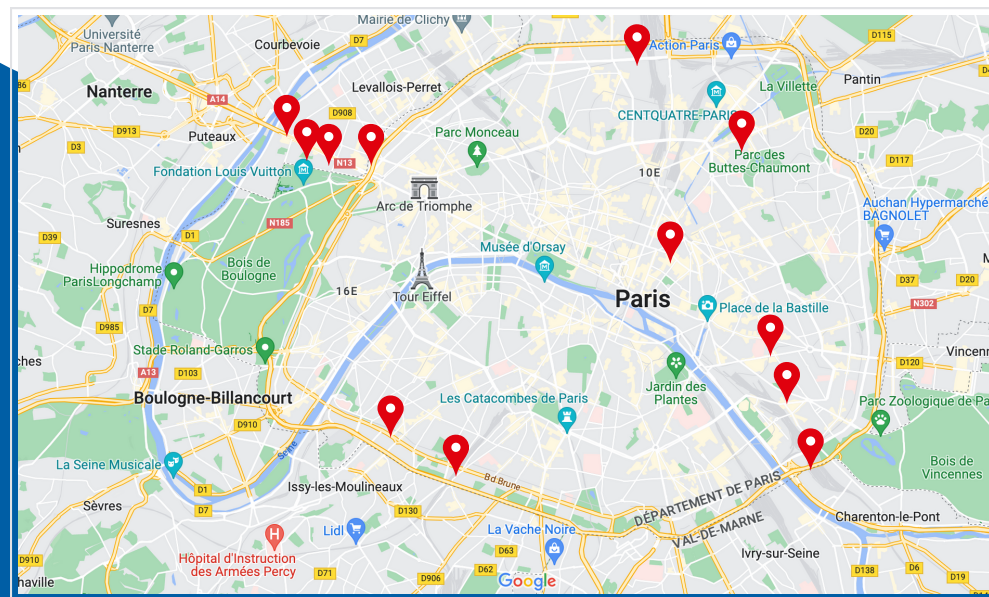 Mairie de Clichy
Université
Paris Nanterre
Courbevoie
D7
Action Paris
D115
Nanterre
A14
Levallois-Perret
Pantin
La Villette
D908
CENTQUATRE-PARIS
D913
Puteaux
Parc Monceau
D20
D3
N13
Fondation Louis Vuitton
Parc des
Buttes-Chaumont
D117
10E
Arc de Triomphe
Auchan Hypermarché
BAGNOLET
Suresnes
N185
D39
D1
Musée d'Orsay
Bois de
Boulogne
Hippodrome
ParisLongchamp
16E
Tour Eiffel
Paris
D37
D20
D7
Place de la Bastille
N302
D985
Stade Roland-Garros
D120
A13
D103
Jardin des
Plantes
Boulogne-Billancourt
Les Catacombes de Paris
D910
Seine
La Seine Musicale
Bois de
Vincennes
Bd Brune
Issy-les-Moulineaux
D1
DÉPARTEMENT DE PARIS
Sèvres
D7
D130
VAL-DE-MARNE
Charenton-le-Pont
Lidl
La Vache Noire
Hôpital d'Instruction
des Armées Percy
D63
Ivry-sur-Seine
D910
D71
D906
D62
Google
D138
D6
D19